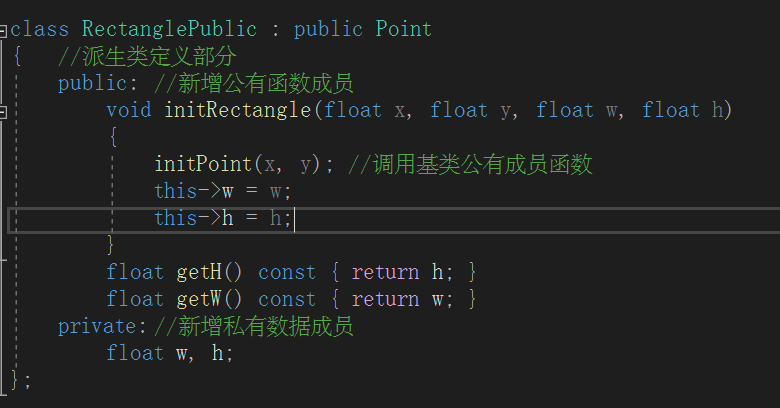 class RectanglePublic : public Point
{ //派生类定义部分
public: //新增公有函数成员
void initRectangle(float x, float y, float w, float h)
{
initPoint(x, y); //调用基类公有成员函数
this->w = w;
this->h = h;
}
float getH() const { return h; }
float getW() const { return w; }
private: //新增私有数据成员
float w, h;
};